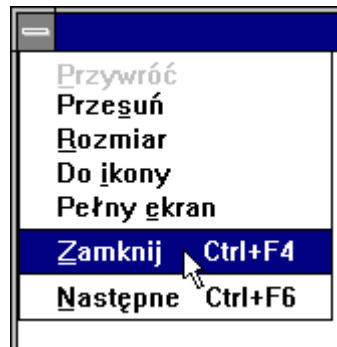 Przywróć
Przesuń
Rozmiar
Do ikony
Pełny ekran
Zamknij Ctrl+F4
Następne Ctrl+F6